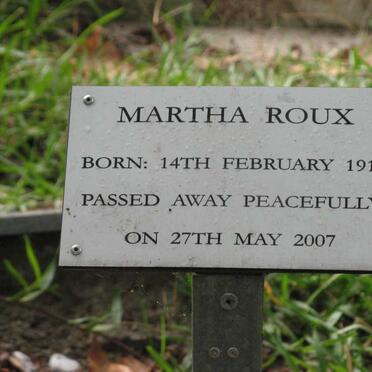 MARTHA ROUX
BORN: 14TH FEBRUARY 191
PASSED AWAY PEACEFULLY
ON 27TH MAY 2007